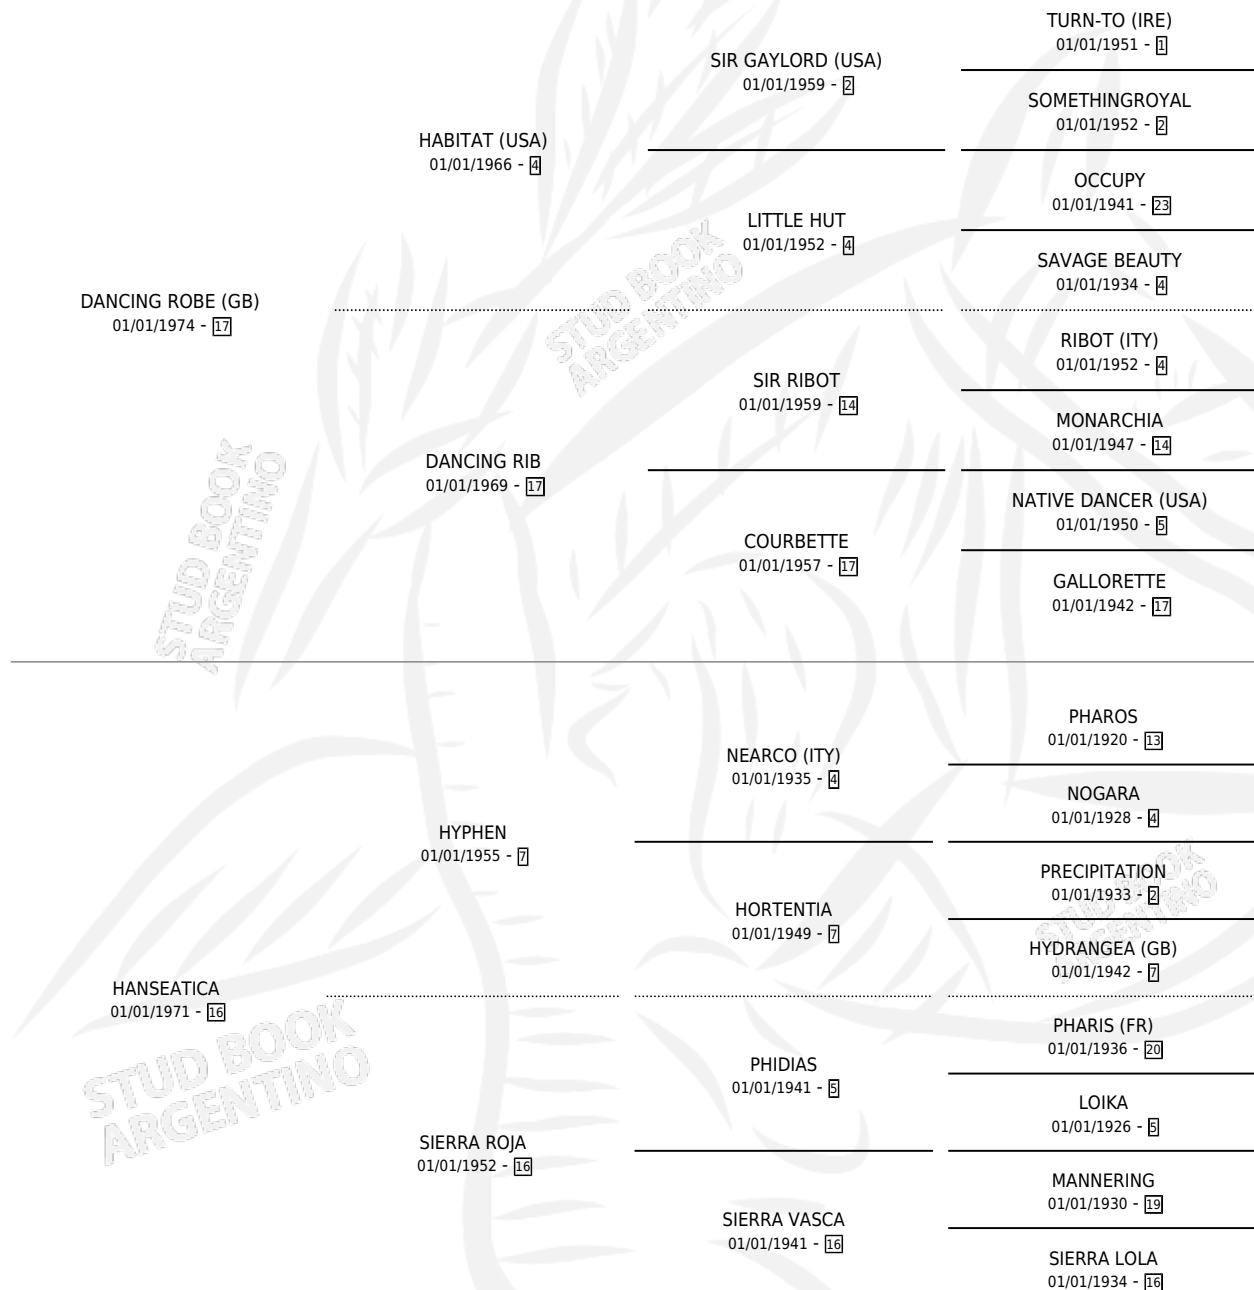 TURN-TO (IRE)
01/01/1951 - 1
SIR GAYLORD (USA)
01/01/1959 - 2
SOMETHINGROYAL
01/01/1952 - 2
HABITAT (USA)
01/01/1966 - 4
OCCUPY
01/01/1941 - 23
LITTLE HUT
01/01/1952 - 4
SAVAGE BEAUTY
01/01/1934 - 4
DANCING ROBE (GB)
01/01/1974 - 17
RIBOT (ITY)
01/01/1952 - 4
SIR RIBOT
01/01/1959 - 14
MONARCHIA
01/01/1947 - 14
DANCING RIB
01/01/1969 - 17
NATIVE DANCER (USA)
01/01/1950 - 5
COURBETTE
01/01/1957 - 17
GALLORETTE
01/01/1942 - 17
PHAROS
01/01/1920 - 13
NEARCO (ITY)
01/01/1935 - 4
NOGARA
01/01/1928 - 4
HYPHEN
01/01/1955 - 7
PRECIPITATION
01/01/1933 - 2
HORTENTIA
01/01/1949 - 7
HYDRANGEA (GB)
01/01/1942 - 7
HANSEATICA
01/01/1971 - 16
PHARIS (FR)
01/01/1936 - 20
PHIDIAS
01/01/1941 - 5
LOIKA
01/01/1926 - 5
SIERRA ROJA
01/01/1952 - 16
MANNERING
01/01/1930 - 19
SIERRA VASCA
01/01/1941 - 16
SIERRA LOLA
01/01/1934 - 16
STUD BOOK
ARGENTINO
STUD BOOK
ARGENTINO
STUD BOOK
ARGENTINO
STUD BOOK
ARGENTINO